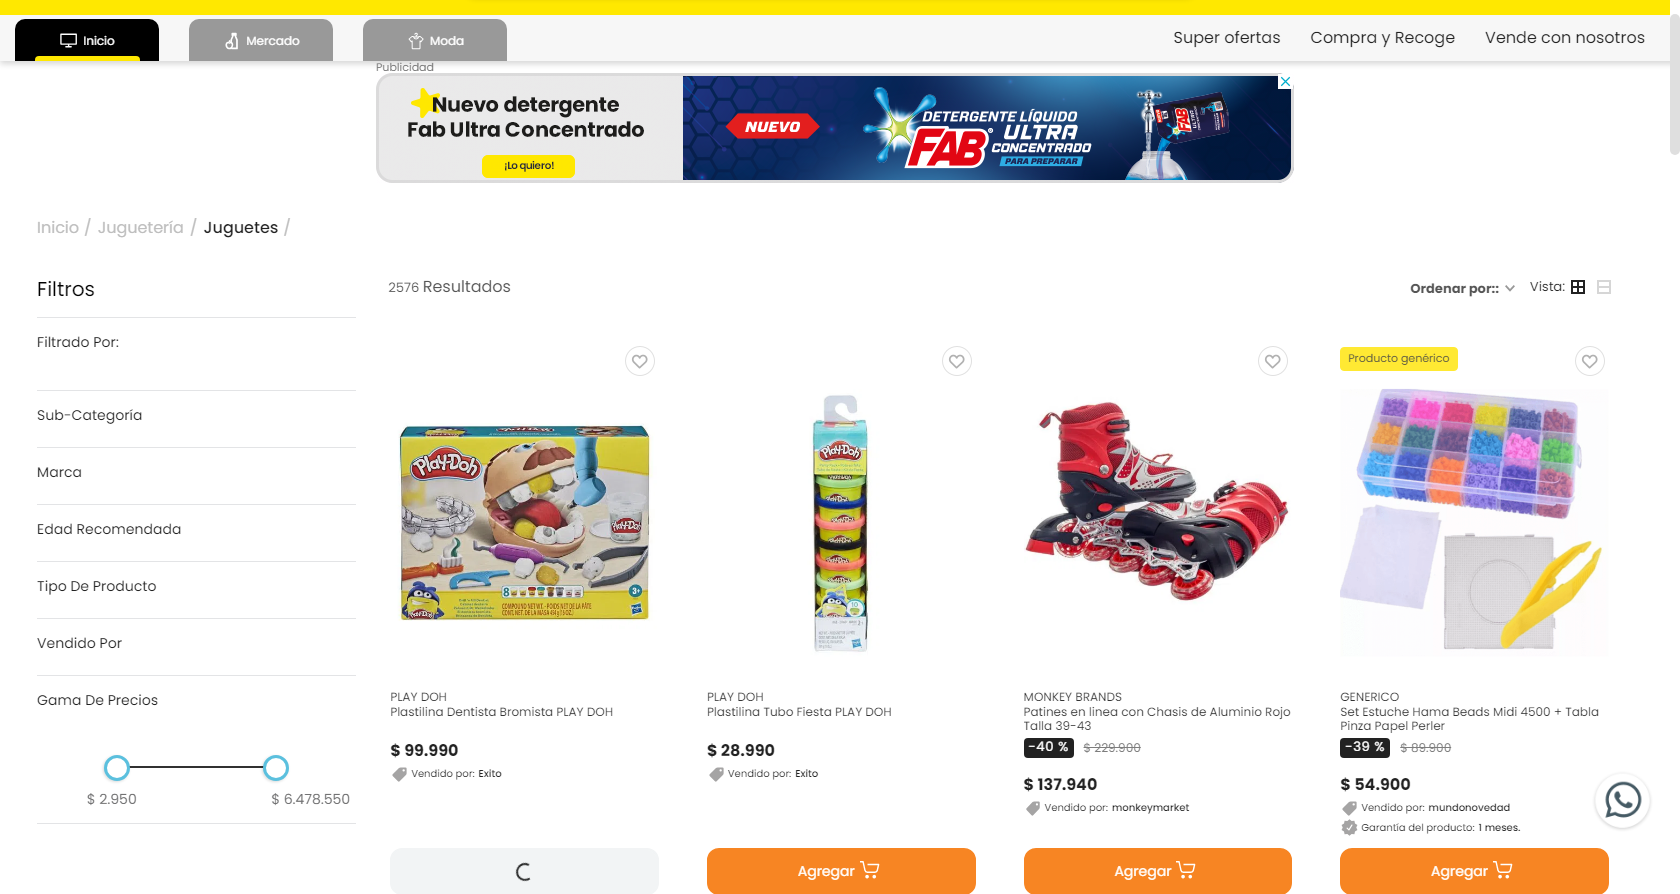 Inicio
Mercado
Moda
Super ofertas
Compra y Recoge
Vende con nosotros
Publicidad
Nuevo detergente
Fab Ultra Concentrado
¡Lo quiero!
NUEVO
DETERGENTE LÍQUIDO
FAB ULTRA
CONCENTRADO
PARA PREPARAR
Inicio / Juguetería / Juguetes /
Filtros
2576 Resultados
Ordenar por::
Vista:
Filtrado Por:
Sub-Categoría
Marca
Edad Recomendada
Tipo De Producto
Vendido Por
Gama De Precios
$ 2.950
$ 6.478.550
Play-Doh
PLAY DOH
Plastilina Dentista Bromista PLAY DOH
$ 99.990
Vendido por: Exito
Play-Doh
PLAY DOH
Plastilina Tubo Fiesta PLAY DOH
$ 28.990
Vendido por: Exito
Agregar
MONKEY BRANDS
Patines en linea con Chasis de Aluminio Rojo
Talla 39-43
-40 % $ 229.900
$ 137.940
Vendido por: monkeymarket
Agregar
Producto genérico
GENERICO
Set Estuche Hama Beads Midi 4500 + Tabla
Pinza Papel Perler
-39 % $ 89.900
$ 54.900
Vendido por: mundonovedad
Garantía del producto: 1 meses.
Agregar